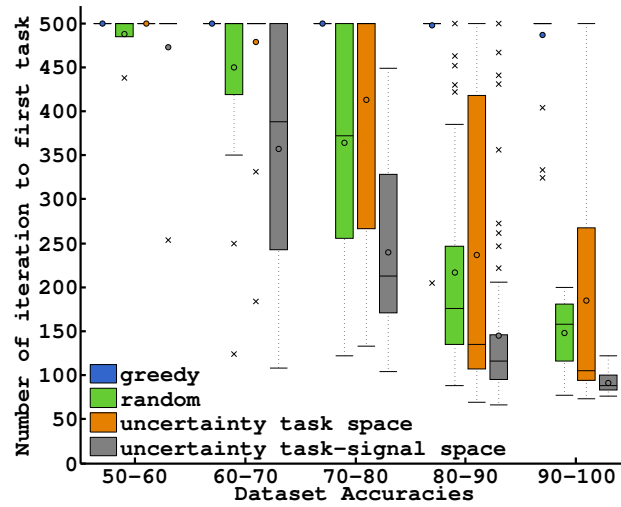 Number of iteration to first task
500
450
400
350
300
250
200
150
100
50
0
greedy
random
uncertainty task space
uncertainty task-signal space
50-60 60-70 70-80 80-90 90-100
Dataset Accuracies